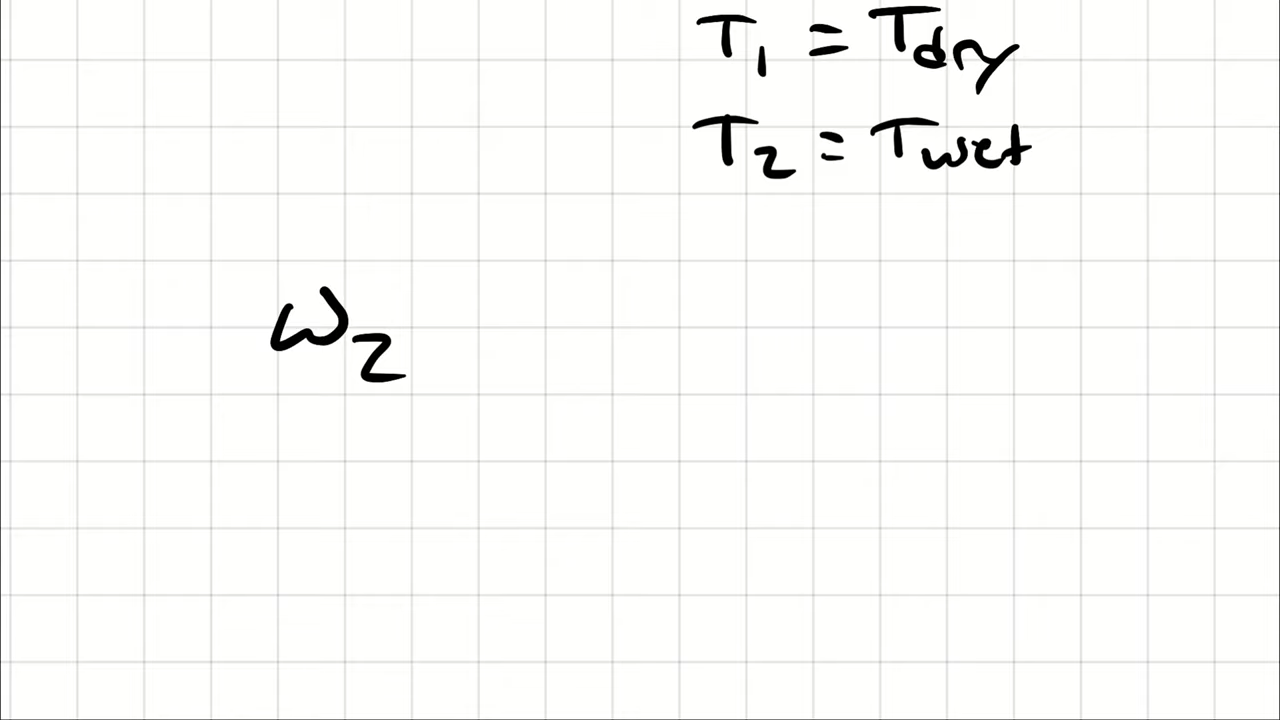 T₁ = Tdry
T₂ = Twet
ω₂